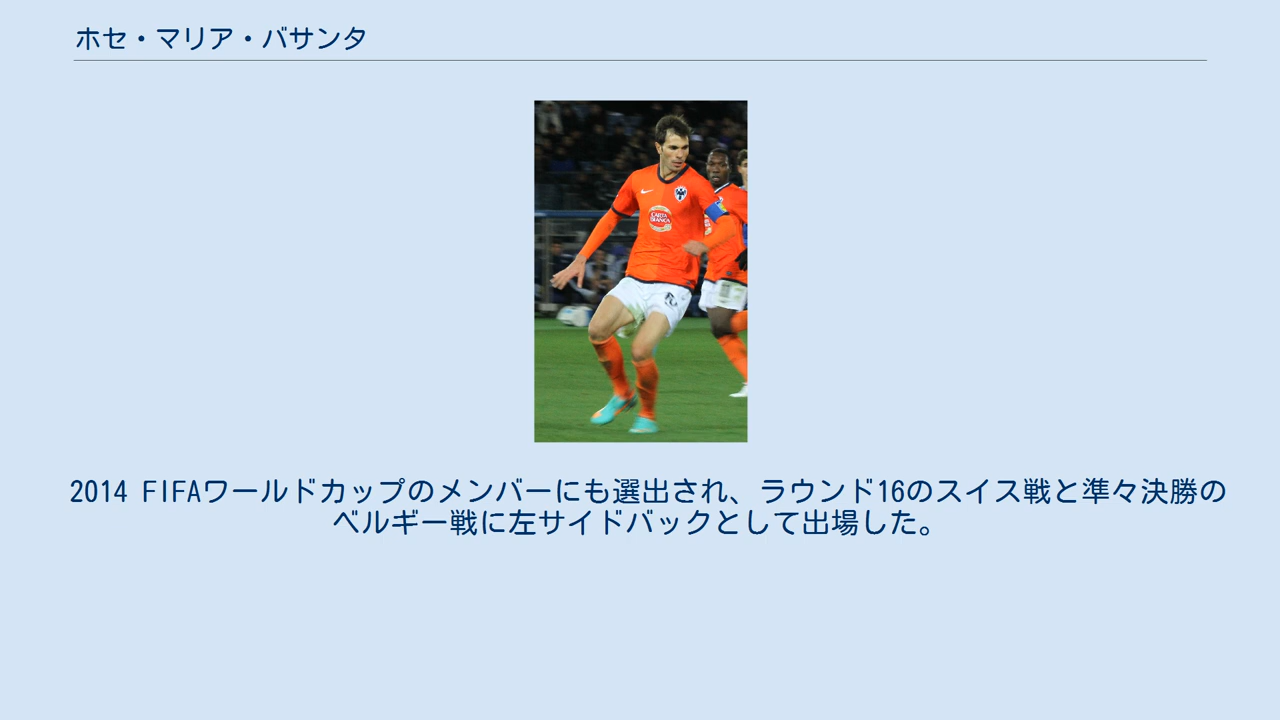 ホセ・マリア・バサンタ
CARTA
BLANCA
2014 FIFAワールドカップのメンバーにも選出され、ラウンド16のスイス戦と準々決勝の
ベルギー戦に左サイドバックとして出場した。